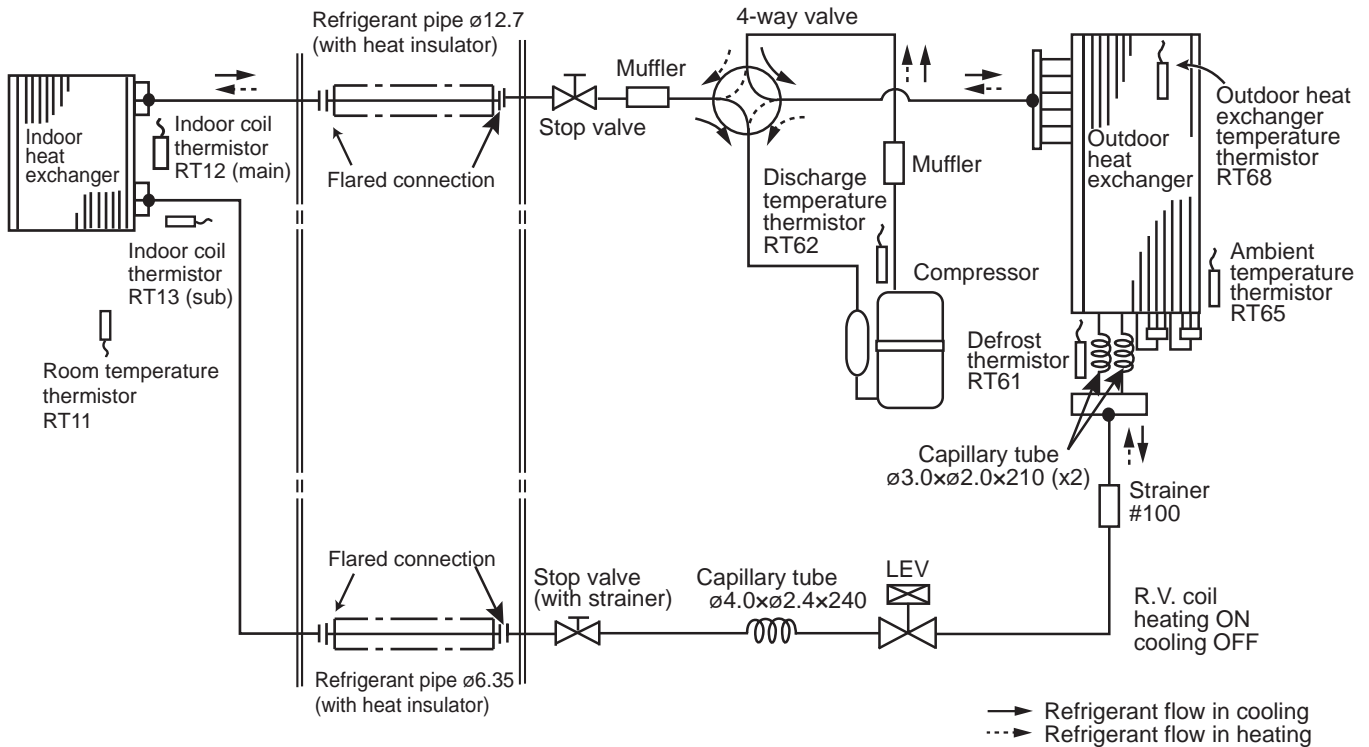 Refrigerant pipe ø12.7
(with heat insulator)
4-way valve
Muffler
Stop valve
Indoor
heat
exchanger
Indoor coil
thermistor
RT12 (main)
Flared connection
Outdoor heat
exchanger
temperature
thermistor
RT68
Outdoor
heat
exchanger
Muffler
Discharge
temperature
thermistor
RT62
Indoor coil
thermistor
RT13 (sub)
Compressor
Ambient
temperature
thermistor
RT65
Room temperature
thermistor
RT11
Defrost
thermistor
RT61
Capillary tube
ø3.0×ø2.0×210 (x2)
Strainer
#100
Flared connection
Stop valve
(with strainer)
Capillary tube
ø4.0×ø2.4×240
LEV
R.V. coil
heating ON
cooling OFF
Refrigerant pipe ø6.35
(with heat insulator)
Refrigerant flow in cooling
Refrigerant flow in heating